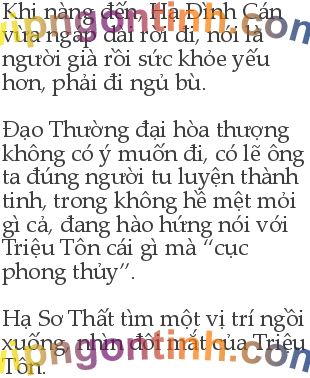 Khi nàng đến, Hạ Đình Cán
vừa ngáp dài rời đi, nói là
người già rồi sức khỏe yếu
hơn, phải đi ngủ bù.
Đạo Thường đại hòa thượng
không có ý muốn đi, có lẽ ông
ta đúng người tu luyện thành
tinh, trong không hề mệt mỏi
gì cả, đang hào hứng nói với
Triệu Tôn cái gì mà “cục
phong thủy”.
Hạ Sơ Thất tìm một vị trí ngồi
xuống, nhìn đôi mắt của Triệu
Tôn.
vipngontinh.com
vipngontinh.com